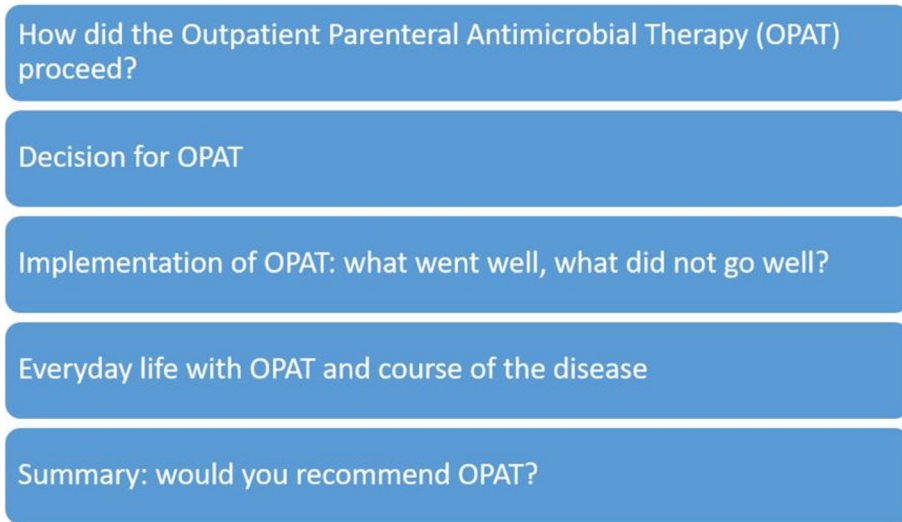 How did the Outpatient Parenteral Antimicrobial Therapy (OPAT)
proceed?
Decision for OPAT
Implementation of OPAT: what went well, what did not go well?
Everyday life with OPAT and course of the disease
Summary: would you recommend OPAT?